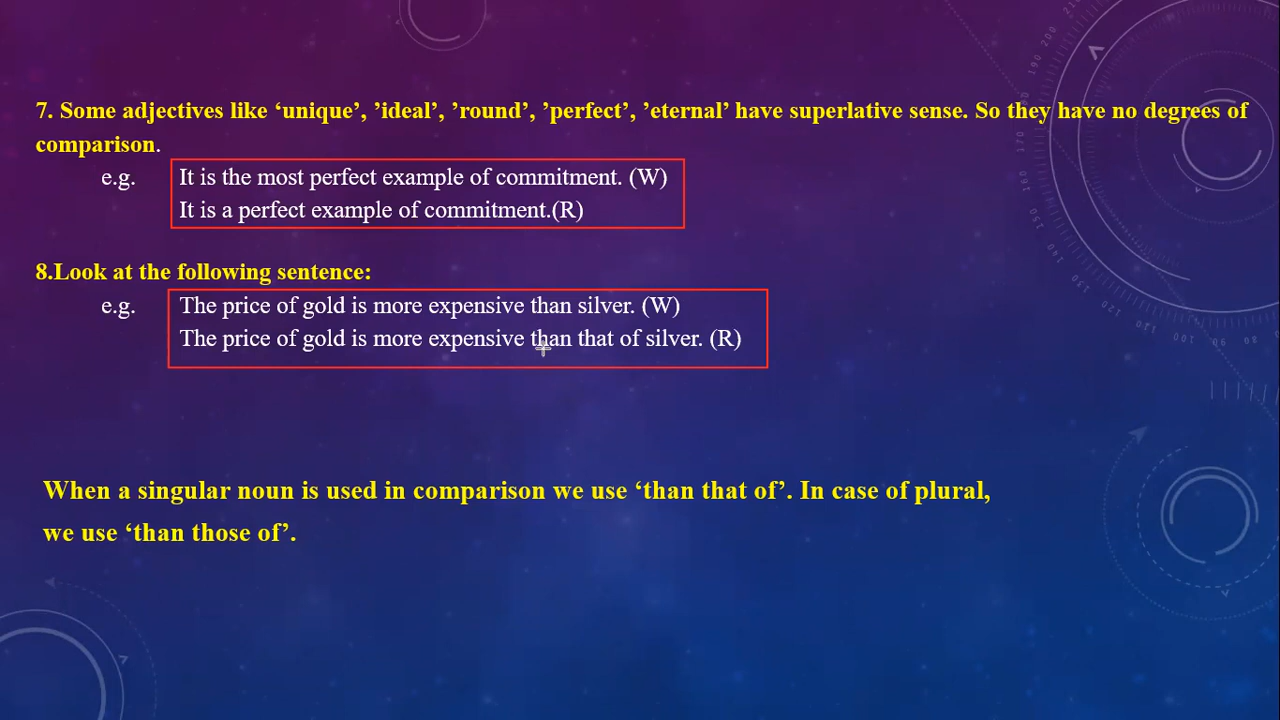 7. Some adjectives like ‘unique’, ’ideal’, ’round’, ’perfect’, ’eternal’ have superlative sense. So they have no degrees of
comparison.
e.g. It is the most perfect example of commitment. (W)
It is a perfect example of commitment.(R)
8.Look at the following sentence:
e.g. The price of gold is more expensive than silver. (W)
The price of gold is more expensive than that of silver. (R)
When a singular noun is used in comparison we use ‘than that of’. In case of plural,
we use ‘than those of’.